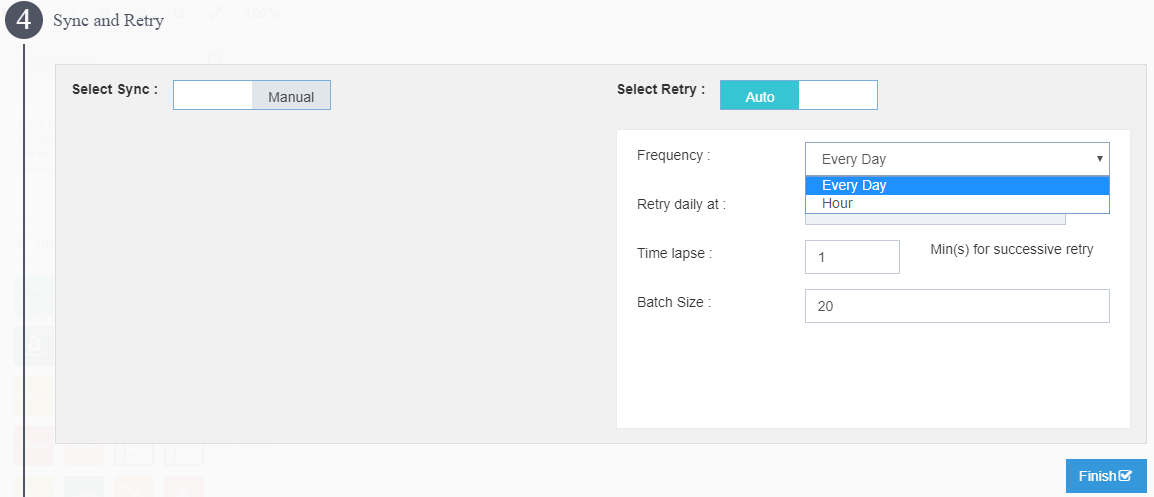 4 Sync and Retry
100%
Select Sync : Manual
Select Retry : Auto
Frequency : Every Day
Every Day
Hour
Retry daily at :
Time lapse : 1 Min(s) for successive retry
Batch Size : 20
Finish